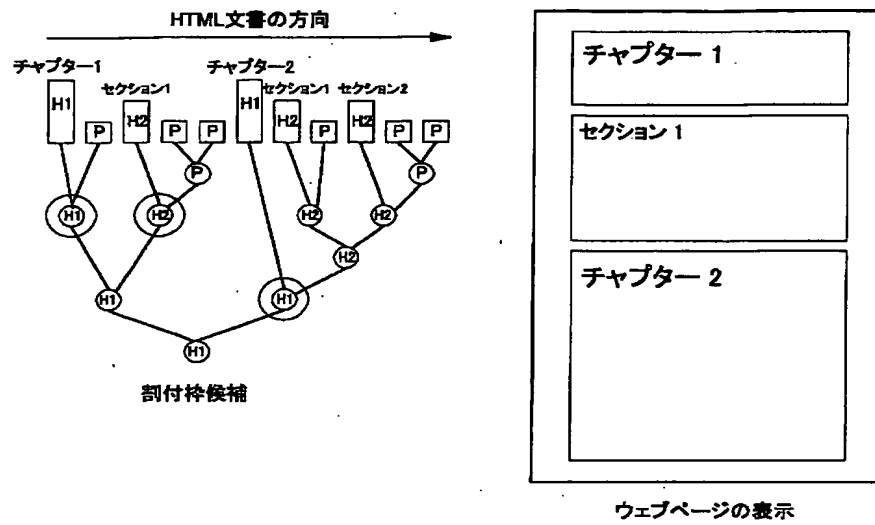 HTML文書の方向
チャプター1
セクション1
チャプター2
セクション1
セクション2
H1
P
H2
P
P
H1
H2
P
H2
P
P
P
P
H1
H2
H2
H2
H2
H1
H1
H1
割付枠候補
チャプター 1
セクション 1
チャプター 2
ウェブページの表示